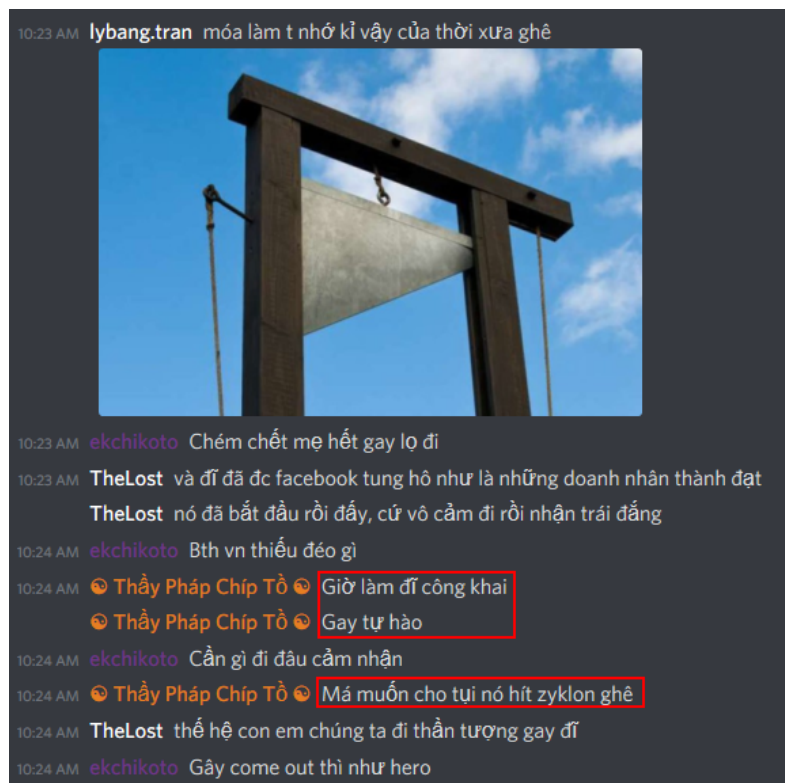 10:23 AM lybang.tran móa làm t nhớ kỉ vậy của thời xưa ghê
10:23 AM ekchikoto Chém chết mẹ hết gay lọ đi
10:23 AM TheLost và đĩ đã đc facebook tung hô như là những doanh nhân thành đạt
TheLost nó đã bắt đầu rồi đấy, cứ vô cảm đi rồi nhận trái đắng
10:24 AM ekchikoto Bth vn thiếu đéo gì
10:24 AM ☯ Thầy Pháp Chíp Tồ ☯ Giờ làm đĩ công khai
☯ Thầy Pháp Chíp Tồ ☯ Gay tự hào
10:24 AM ekchikoto Cần gì đi đâu cảm nhận
10:24 AM ☯ Thầy Pháp Chíp Tồ ☯ Má muốn cho tụi nó hít zyklon ghê
10:24 AM TheLost thế hệ con em chúng ta đi thần tượng gay đĩ
10:24 AM ekchikoto Gây come out thì như hero